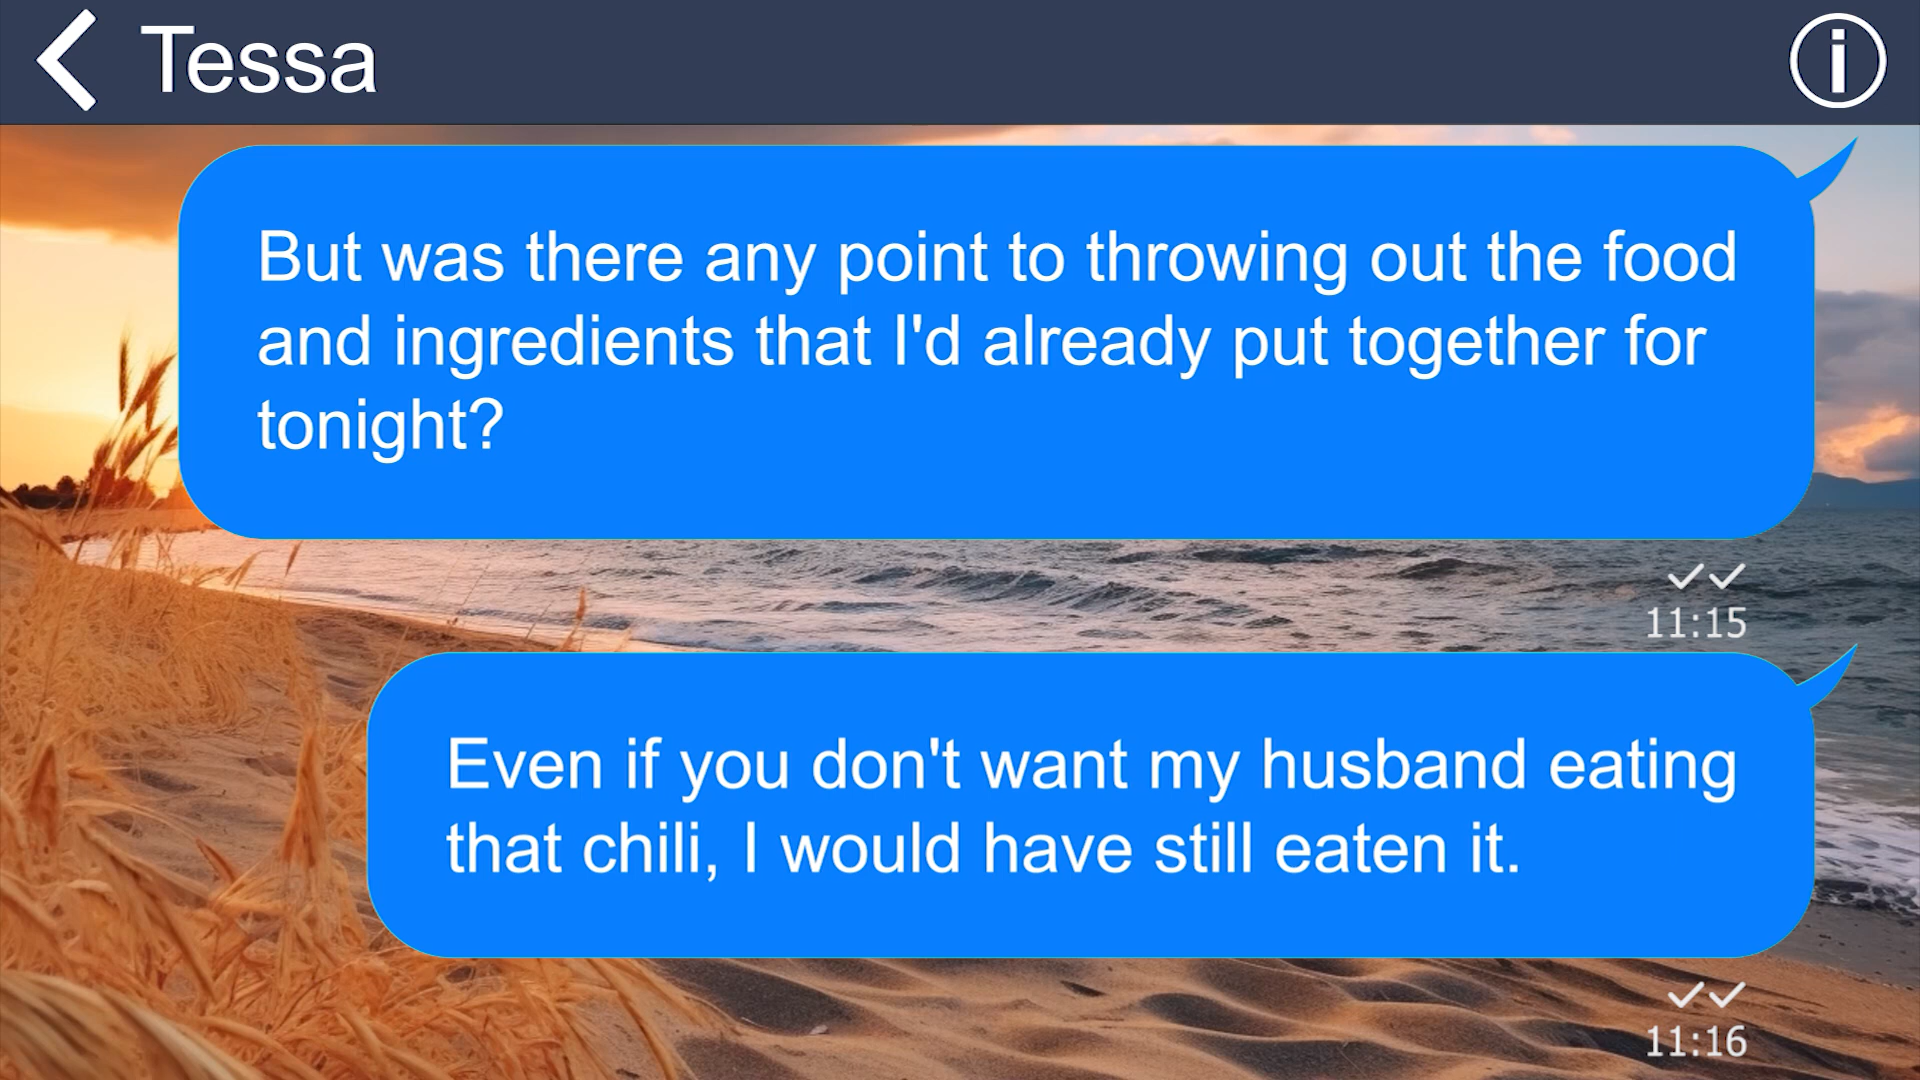 Tessa
But was there any point to throwing out the food
and ingredients that I'd already put together for
tonight?
11:15
Even if you don't want my husband eating
that chili, I would have still eaten it.
11:16